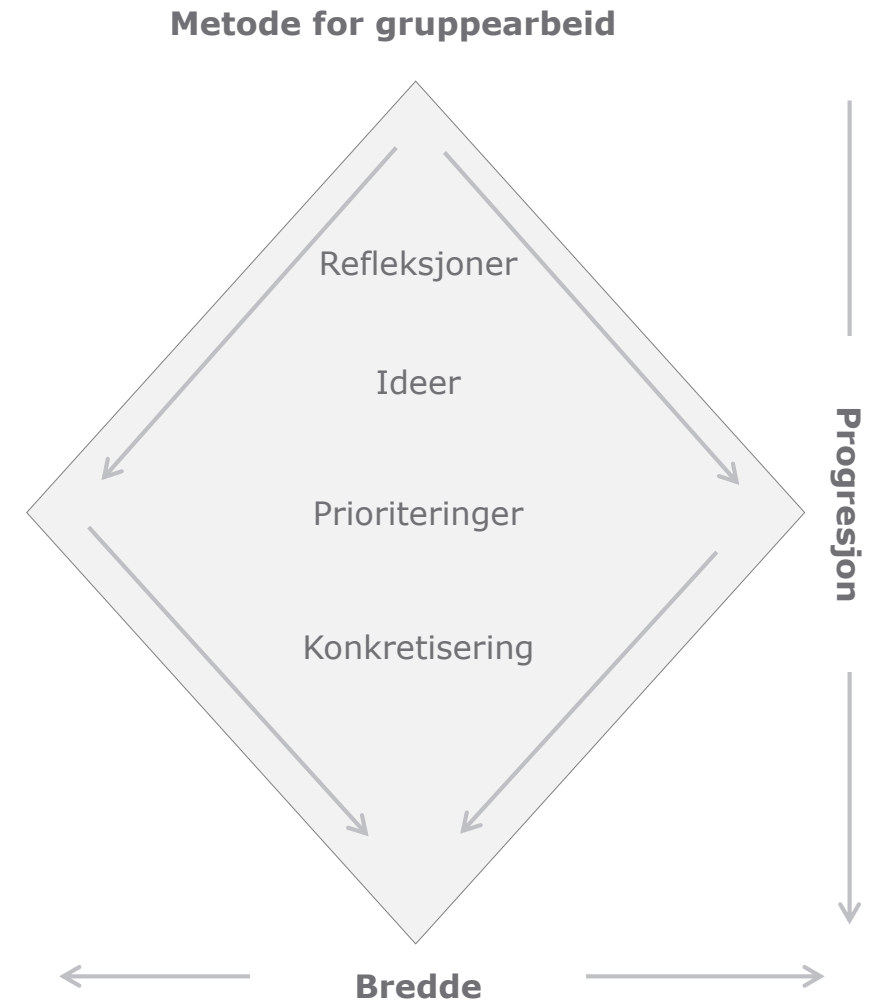 Metode for gruppearbeid
Refleksjoner
Ideer
Prioriteringer
Konkretisering
Progresjon
Bredde